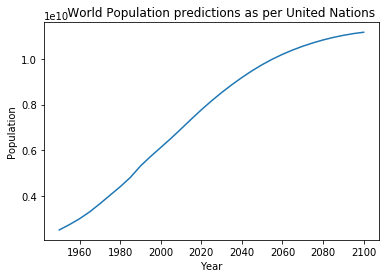 1e10
World Population predictions as per United Nations
1.0
0.8
0.6
0.4
Population
1960 1980 2000 2020 2040 2060 2080 2100
Year